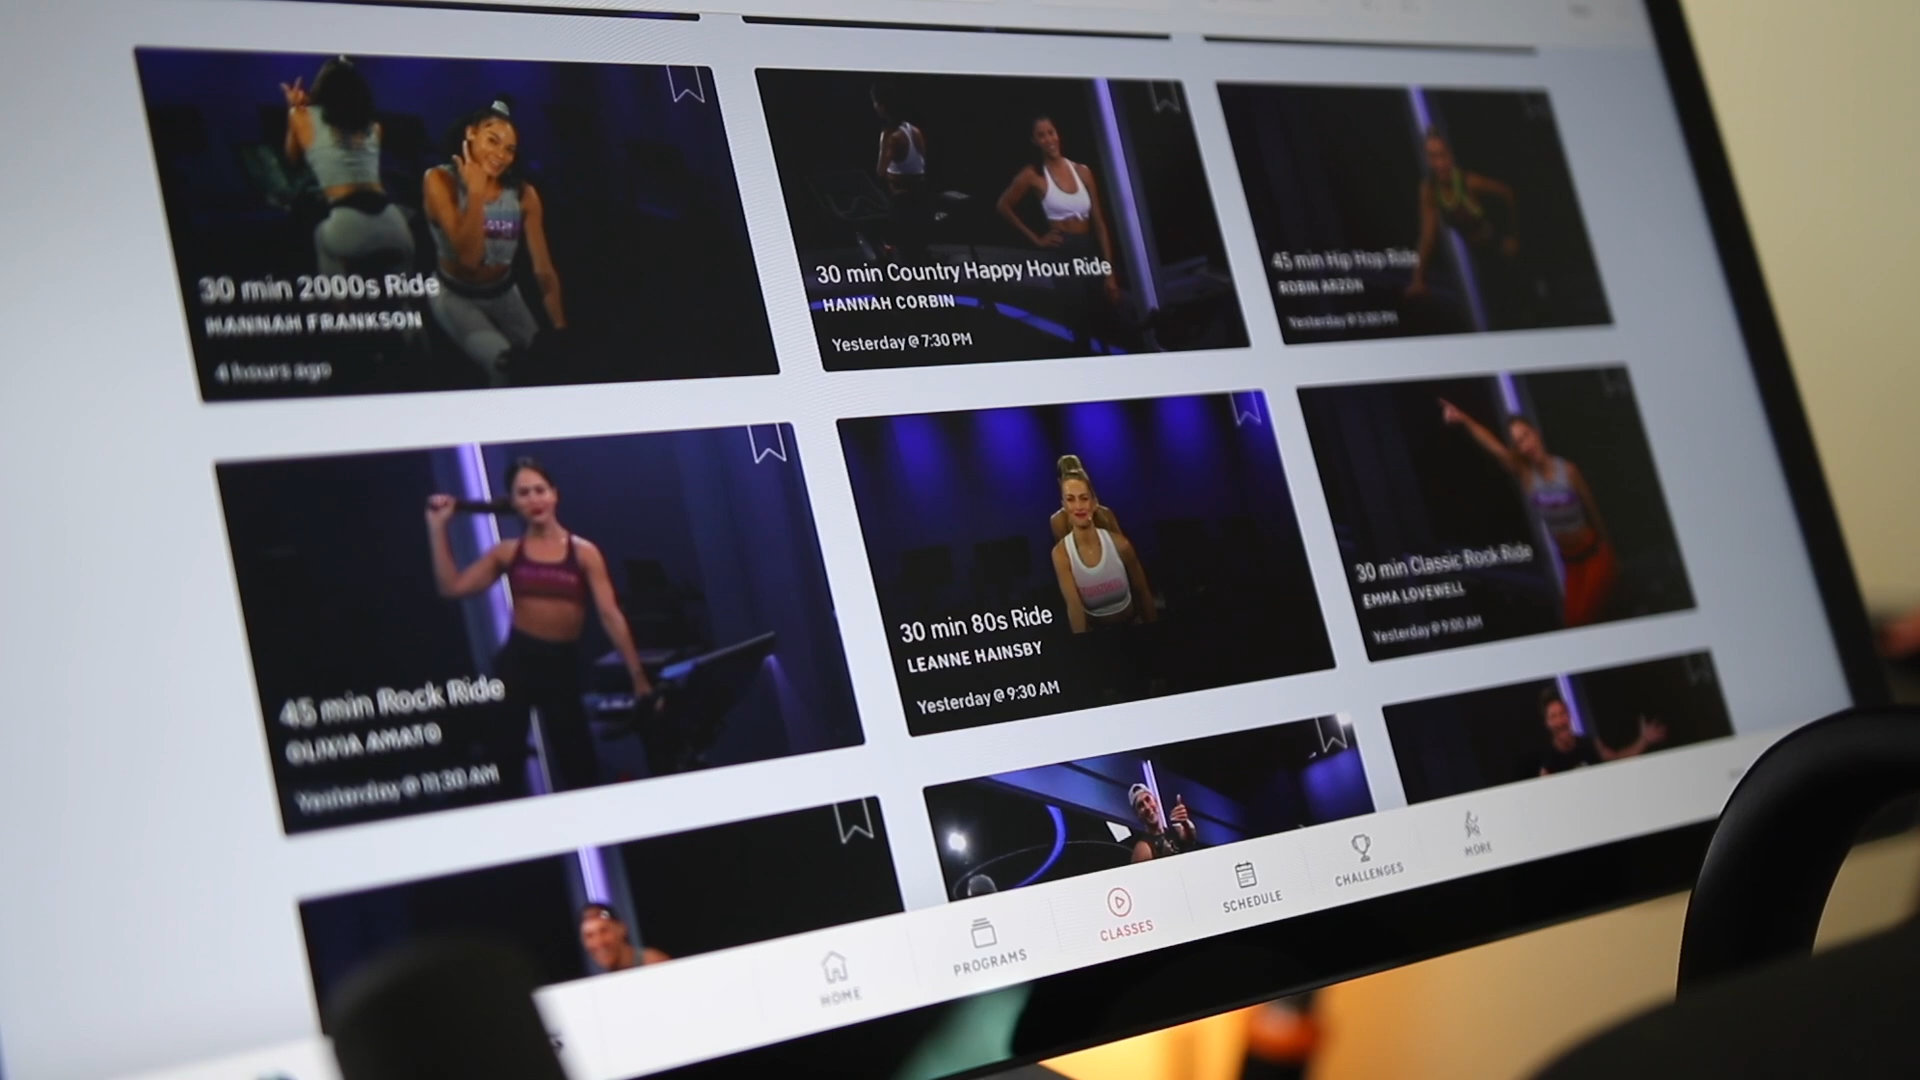 30 min 2000s Ride
HANNAH FRANKSON
4 hours ago
30 min Country Happy Hour Ride
HANNAH CORBIN
Yesterday @ 7:30 PM
45 min Hip Hop Ride
ROBIN ARZON
Yesterday @
45 min Rock Ride
OLIVIA AMATO
Yesterday @ 11:30 AM
30 min 80s Ride
LEANNE HAINSBY
Yesterday @ 9:30 AM
30 min Classic Rock Ride
EMMA LOVEWELL
Yesterday @ 9:00 AM
HOME
PROGRAMS
CLASSES
SCHEDULE
CHALLENGES
MORE